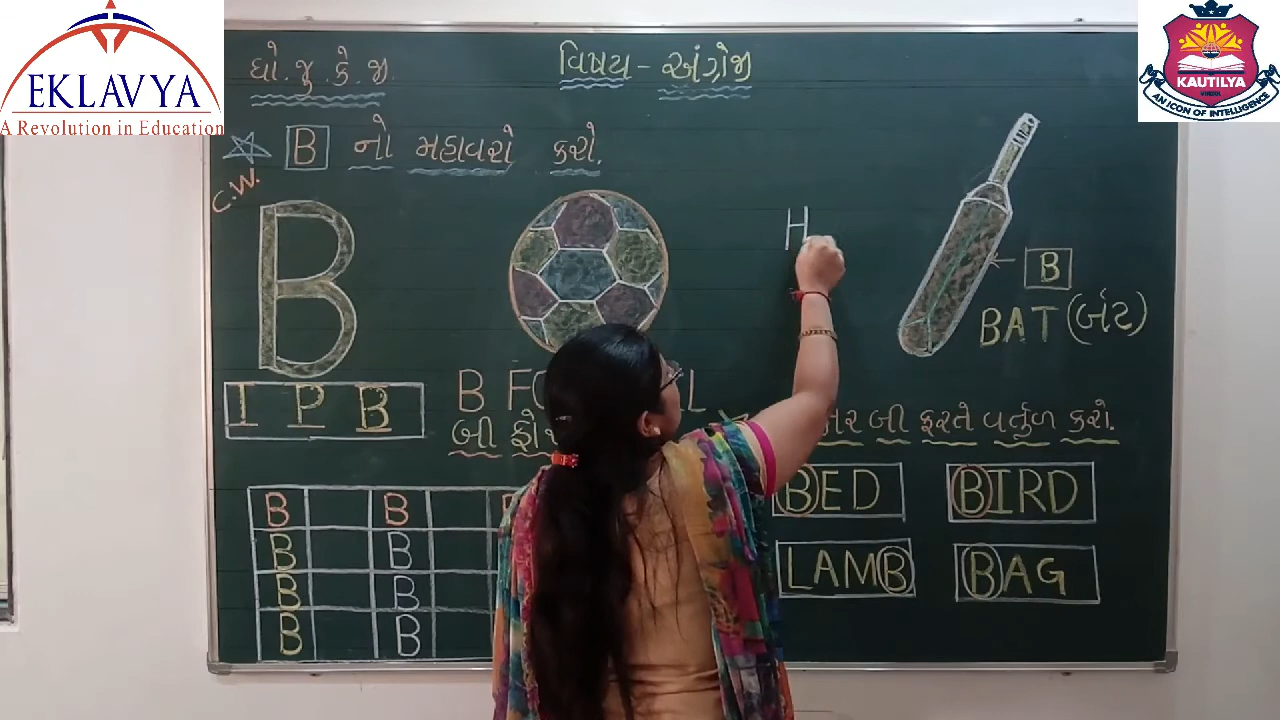 EKLAVYA
A Revolution in Education
KAUTILYA
AN ICON OF INTELLIGENCE
ધો. જુ. કે. જી.
વિષય - અંગ્રેજી
B નો મહાવરો કરો.
C.W.
B
H
B
BAT (બેટ)
I P B
B FO L
બી ફોર
બી ફરતે વર્તુળ કરો.
B B
B B
B B
B B
BED BIRD
LAMB BAG